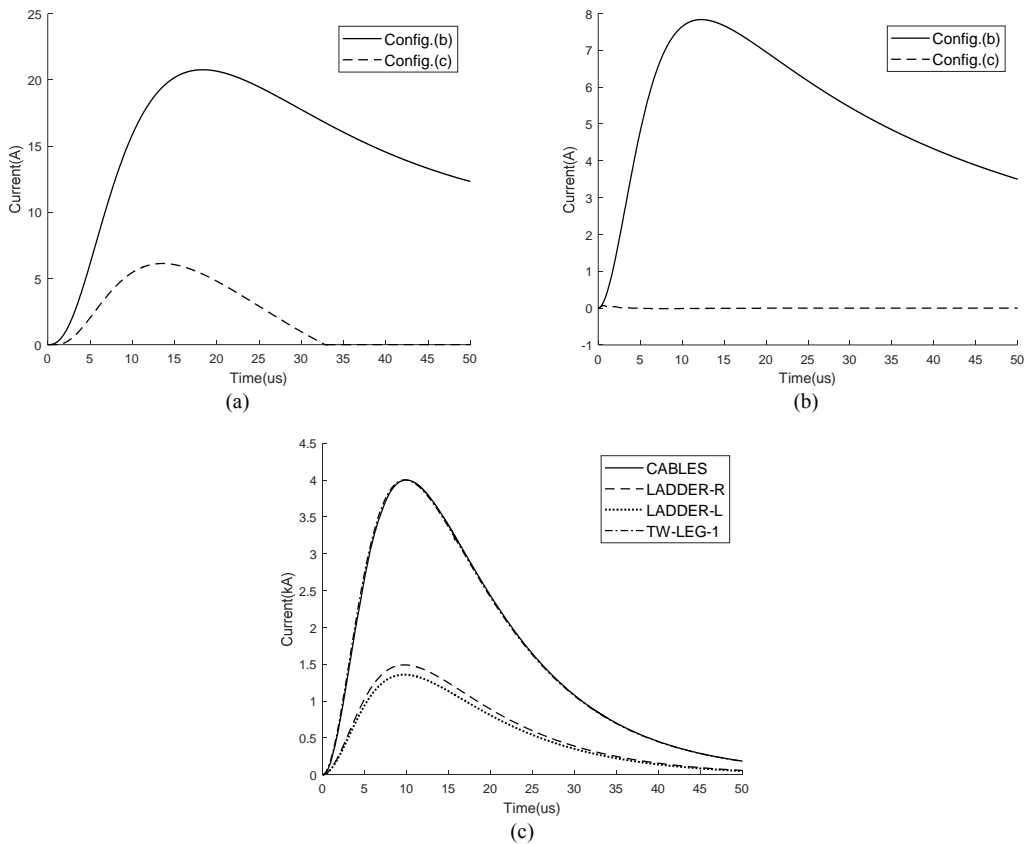 25
20
15
10
5
0
Current(A)
0 5 10 15 20 25 30 35 40 45 50
Time(us)
Config.(b)
Config.(c)
(a)
8
7
6
5
4
3
2
1
0
-1
Current(A)
0 5 10 15 20 25 30 35 40 45 50
Time(us)
Config.(b)
Config.(c)
(b)
4.5
4
3.5
3
2.5
2
1.5
1
0.5
0
Current(kA)
0 5 10 15 20 25 30 35 40 45 50
Time(us)
CABLES
LADDER-R
LADDER-L
TW-LEG-1
(c)